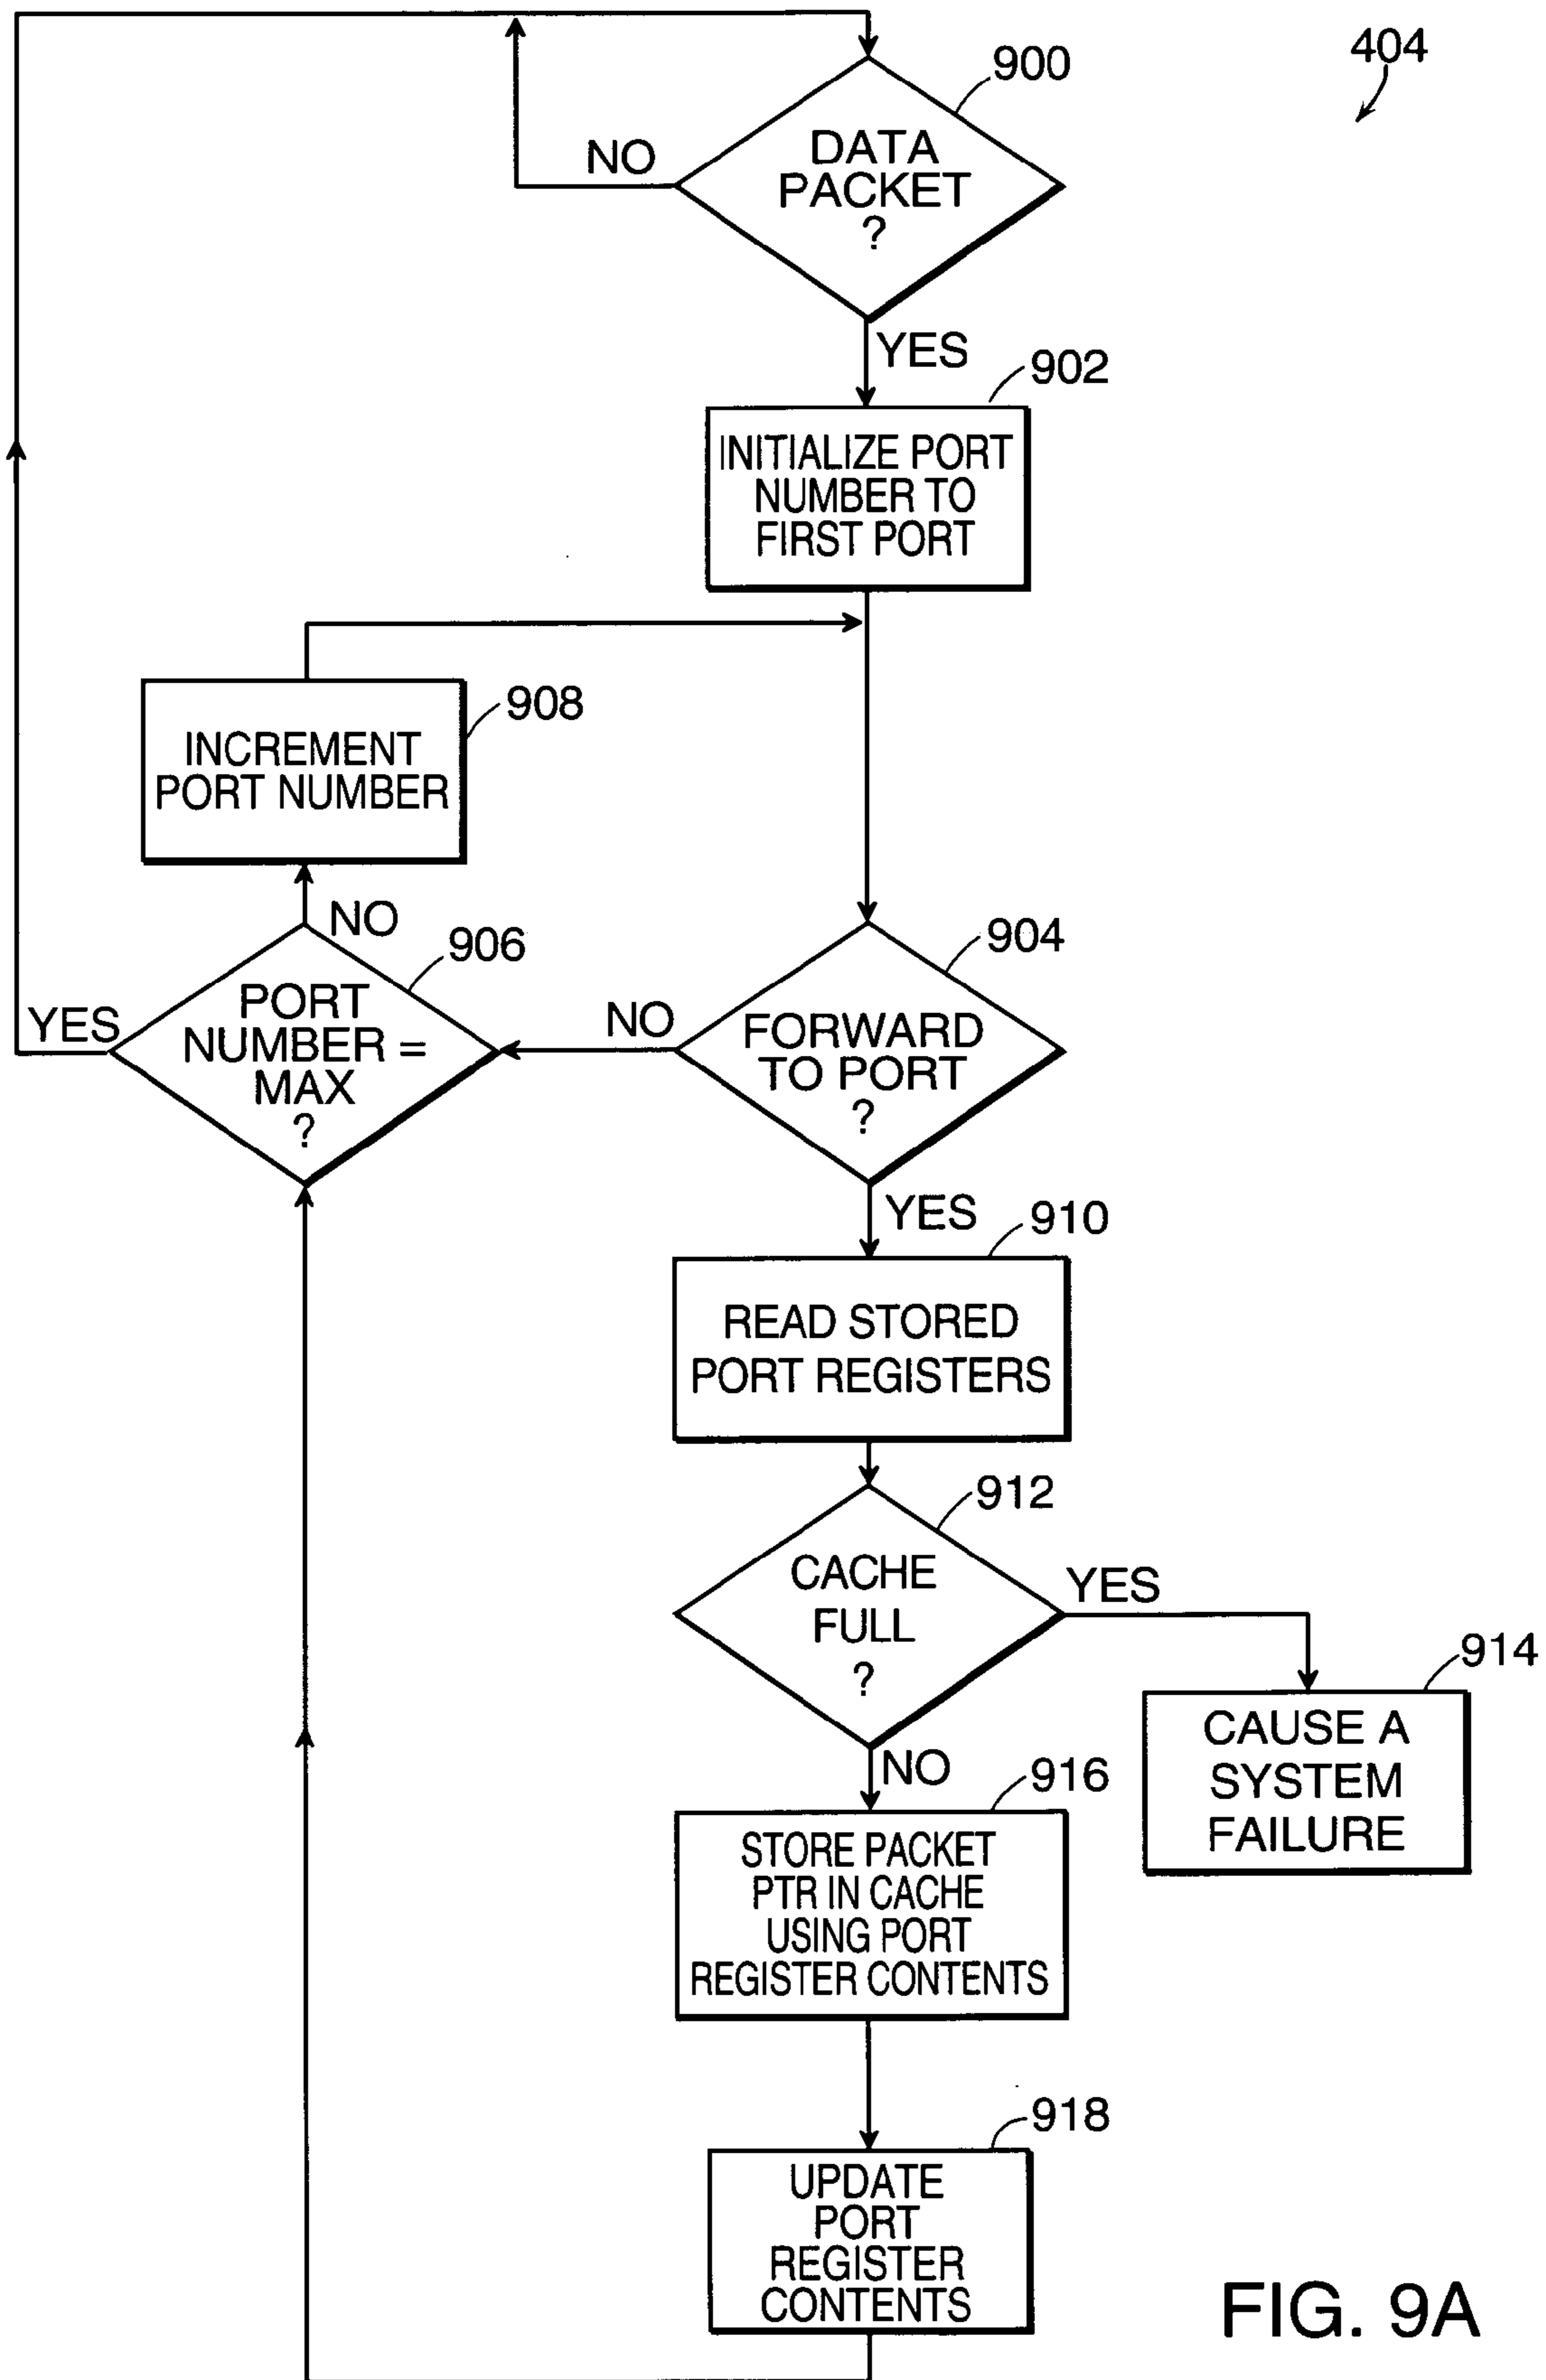 404
900
DATA
PACKET
?
NO
YES
902
INITIALIZE PORT
NUMBER TO
FIRST PORT
908
INCREMENT
PORT NUMBER
NO
906
PORT
NUMBER =
MAX
?
YES
904
NO
FORWARD
TO PORT
?
YES
910
READ STORED
PORT REGISTERS
912
CACHE
FULL
?
YES
914
CAUSE A
SYSTEM
FAILURE
NO
916
STORE PACKET
PTR IN CACHE
USING PORT
REGISTER CONTENTS
918
UPDATE
PORT
REGISTER
CONTENTS
FIG. 9A